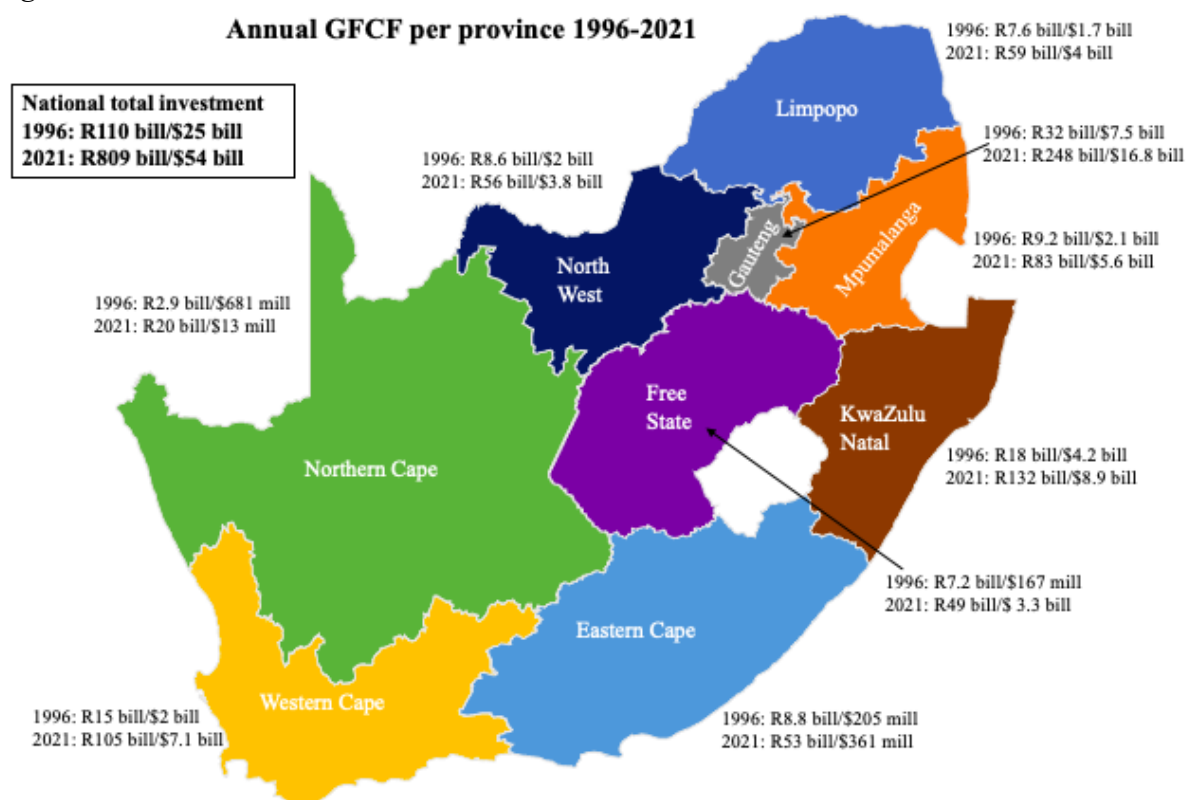 Annual GFCF per province 1996-2021
National total investment
1996: R110 bill/$25 bill
2021: R809 bill/$54 bill
1996: R7.6 bill/$1.7 bill
2021: R59 bill/$4 bill
Limpopo
1996: R32 bill/$7.5 bill
2021: R248 bill/$16.8 bill
1996: R8.6 bill/$2 bill
2021: R56 bill/$3.8 bill
North
West
Gauteng
Mpumalanga
1996: R9.2 bill/$2.1 bill
2021: R83 bill/$5.6 bill
1996: R2.9 bill/$681 mill
2021: R20 bill/$13 mill
Free
State
KwaZulu
Natal
Northern Cape
1996: R18 bill/$4.2 bill
2021: R132 bill/$8.9 bill
1996: R7.2 bill/$167 mill
2021: R49 bill/$ 3.3 bill
Eastern Cape
Western Cape
1996: R15 bill/$2 bill
2021: R105 bill/$7.1 bill
1996: R8.8 bill/$205 mill
2021: R53 bill/$361 mill